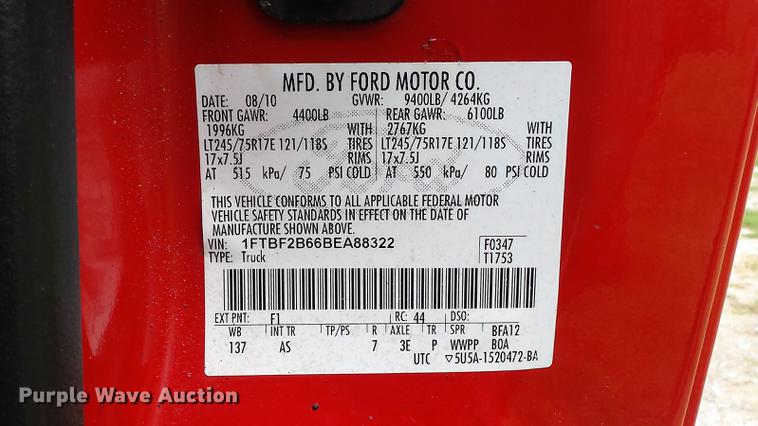 MFD. BY FORD MOTOR CO.
DATE: 08/10 GVWR: 9400LB/ 4264KG
FRONT GAWR: 4400LB REAR GAWR: 6100LB
1996KG WITH 2767KG WITH
LT245/75R17E 121/118S TIRES LT245/75R17E 121/118S TIRES
17x7.5J RIMS 17x7.5J RIMS
AT 515 kPa/ 75 PSI COLD AT 550 kPa/ 80 PSI COLD
THIS VEHICLE CONFORMS TO ALL APPLICABLE FEDERAL MOTOR
VEHICLE SAFETY STANDARDS IN EFFECT ON THE DATE OF
MANUFACTURE SHOWN ABOVE.
VIN: 1FTBF2B66BEA88322 F0347
TYPE: Truck T1753
EXT PNT: F1 RC: 44 DSO:
WB INT TR TP/PS R AXLE TR SPR BFA12
137 AS 7 3E P WWPP BOA
UTC ▽5U5A-1520472-BA
Purple Wave Auction